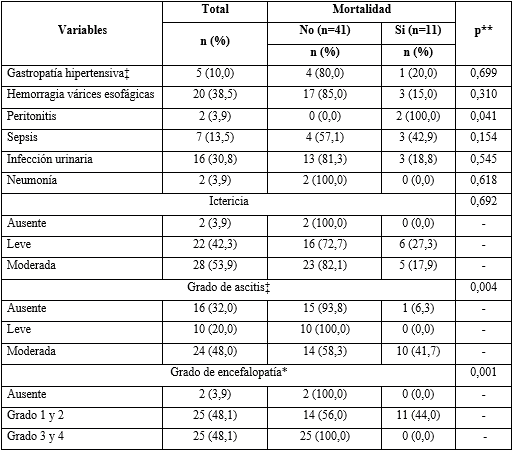 Variables Total Mortalidad p**
n (%) No (n=41) Si (n=11)
n (%) n (%)
Gastropatía hipertensiva‡ 5 (10,0) 4 (80,0) 1 (20,0) 0,699
Hemorragia várices esofágicas 20 (38,5) 17 (85,0) 3 (15,0) 0,310
Peritonitis 2 (3,9) 0 (0,0) 2 (100,0) 0,041
Sepsis 7 (13,5) 4 (57,1) 3 (42,9) 0,154
Infección urinaria 16 (30,8) 13 (81,3) 3 (18,8) 0,545
Neumonía 2 (3,9) 2 (100,0) 0 (0,0) 0,618
Ictericia 0,692
Ausente 2 (3,9) 2 (100,0) 0 (0,0) -
Leve 22 (42,3) 16 (72,7) 6 (27,3) -
Moderada 28 (53,9) 23 (82,1) 5 (17,9) -
Grado de ascitis‡ 0,004
Ausente 16 (32,0) 15 (93,8) 1 (6,3) -
Leve 10 (20,0) 10 (100,0) 0 (0,0) -
Moderada 24 (48,0) 14 (58,3) 10 (41,7) -
Grado de encefalopatía* 0,001
Ausente 2 (3,9) 2 (100,0) 0 (0,0) -
Grado 1 y 2 25 (48,1) 14 (56,0) 11 (44,0) -
Grado 3 y 4 25 (48,1) 25 (100,0) 0 (0,0) -